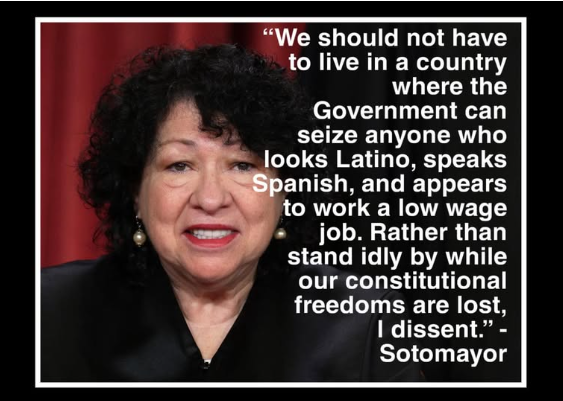 “We should not have
to live in a country
where the
Government can
seize anyone who
looks Latino, speaks
Spanish, and appears
to work a low wage
job. Rather than
stand idly by while
our constitutional
freedoms are lost,
I dissent.” -
Sotomayor